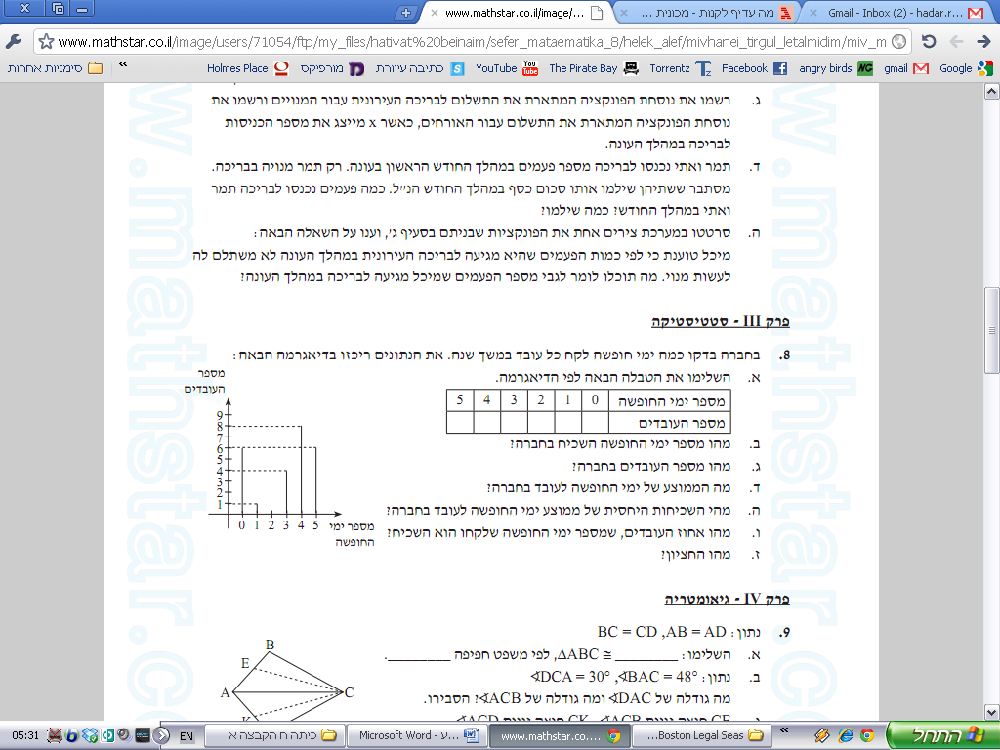 www.mathstar.co.il/image/...
מה עדיף לקנות - מכונית ...
Gmail - Inbox (2) - hadar.r...
www.mathstar.co.il/image/users/71054/ftp/my_files/hativat%20beinaim/sefer_mataematika_8/helek_alef/mivhanei_tirgul_letalmidim/miv_m
סימניות אחרות
Holmes Place
מורפיקס
כתיבה עיוורת
YouTube
The Pirate Bay
Torrentz
Facebook
angry birds
gmail
Google
ג. רשמו את נוסחת הפונקציה המתארת את התשלום לבריכה העירונית עבור המנויים ורשמו את
נוסחת הפונקציה המתארת את התשלום עבור האורחים, כאשר x מייצג את מספר הכניסות
לבריכה במהלך העונה.
ד. תמר ואתי נכנסו לבריכה מספר פעמים במהלך החודש הראשון בעונה. רק תמר מנויה בבריכה.
מסתבר ששתיהן שילמו אותו סכום כסף במהלך החודש הנ״ל. כמה פעמים נכנסו לבריכה תמר
ואתי במהלך החודש? כמה שילמו?
ה. סרטטו במערכת צירים אחת את הפונקציות שבניתם בסעיף ג׳, וענו על השאלה הבאה:
מיכל טוענת כי לפי כמות הפעמים שהיא מגיעה לבריכה העירונית במהלך העונה לא משתלם לה
לעשות מנוי. מה תוכלו לומר לגבי מספר הפעמים שמיכל מגיעה לבריכה במהלך העונה?
פרק III - סטטיסטיקה
8. בחברה בדקו כמה ימי חופשה לקח כל עובד במשך שנה. את הנתונים ריכזו בדיאגרמה הבאה:
א. השלימו את הטבלה הבאה לפי הדיאגרמה.
מספר ימי החופשה 0 1 2 3 4 5
מספר העובדים
ב. מהו מספר ימי החופשה השכיח בחברה?
ג. מהו מספר העובדים בחברה?
ד. מה הממוצע של ימי החופשה לעובד בחברה?
ה. מהי השכיחות היחסית של ממוצע ימי החופשה לעובד בחברה?
ו. מהו אחוז העובדים, שמספר ימי החופשה שלקחו הוא השכיח?
ז. מהו החציון?
מספר
העובדים
9
8
7
6
5
4
3
2
1
0 1 2 3 4 5
מספר ימי
החופשה
פרק IV - גיאומטריה
9. נתון: BC = CD ,AB = AD
א. השלימו: ________ ≅ ΔABC, לפי משפט חפיפה ________.
ב. נתון: ∢DCA = 30° ,∢BAC = 48°
מה גודלה של ∢DAC ומה גודלה של ∢ACB? הסבירו.
B
E
A
C
www.mathstar.c
www.mathstar.c
05:31
EN
כיתה ח הקבצה א
Microsoft Word - ע...
www.mathstar.co....
Boston Legal Seas...
התחל